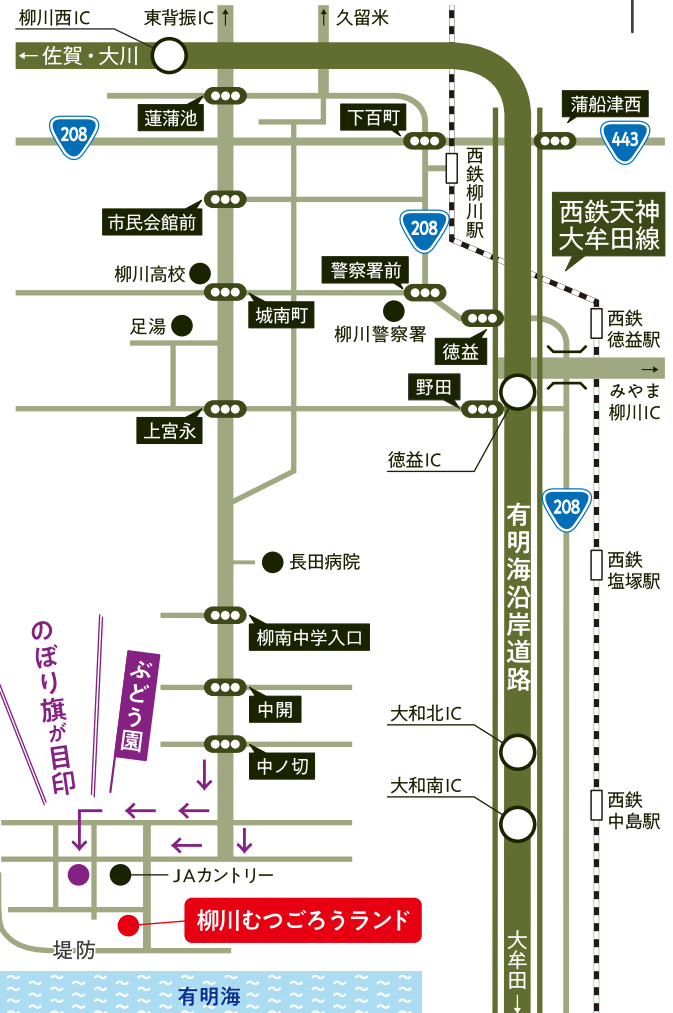 柳川西IC
東背振IC↑
↑久留米
←佐賀・大川
蓮蒲池
下百町
蒲船津西
208
443
西鉄柳川駅
市民会館前
208
西鉄天神
大牟田線
柳川高校
警察署前
城南町
足湯
柳川警察署
徳益
西鉄
徳益駅
→
野田
みやま
柳川IC
上宮永
徳益IC
208
有明海沿岸道路
長田病院
西鉄
塩塚駅
柳南中学入口
のぼり旗が目印
ぶどう園
中開
大和北IC
中ノ切
大和南IC
西鉄
中島駅
JAカントリー
柳川むつごろうランド
堤防
大牟田→
有明海